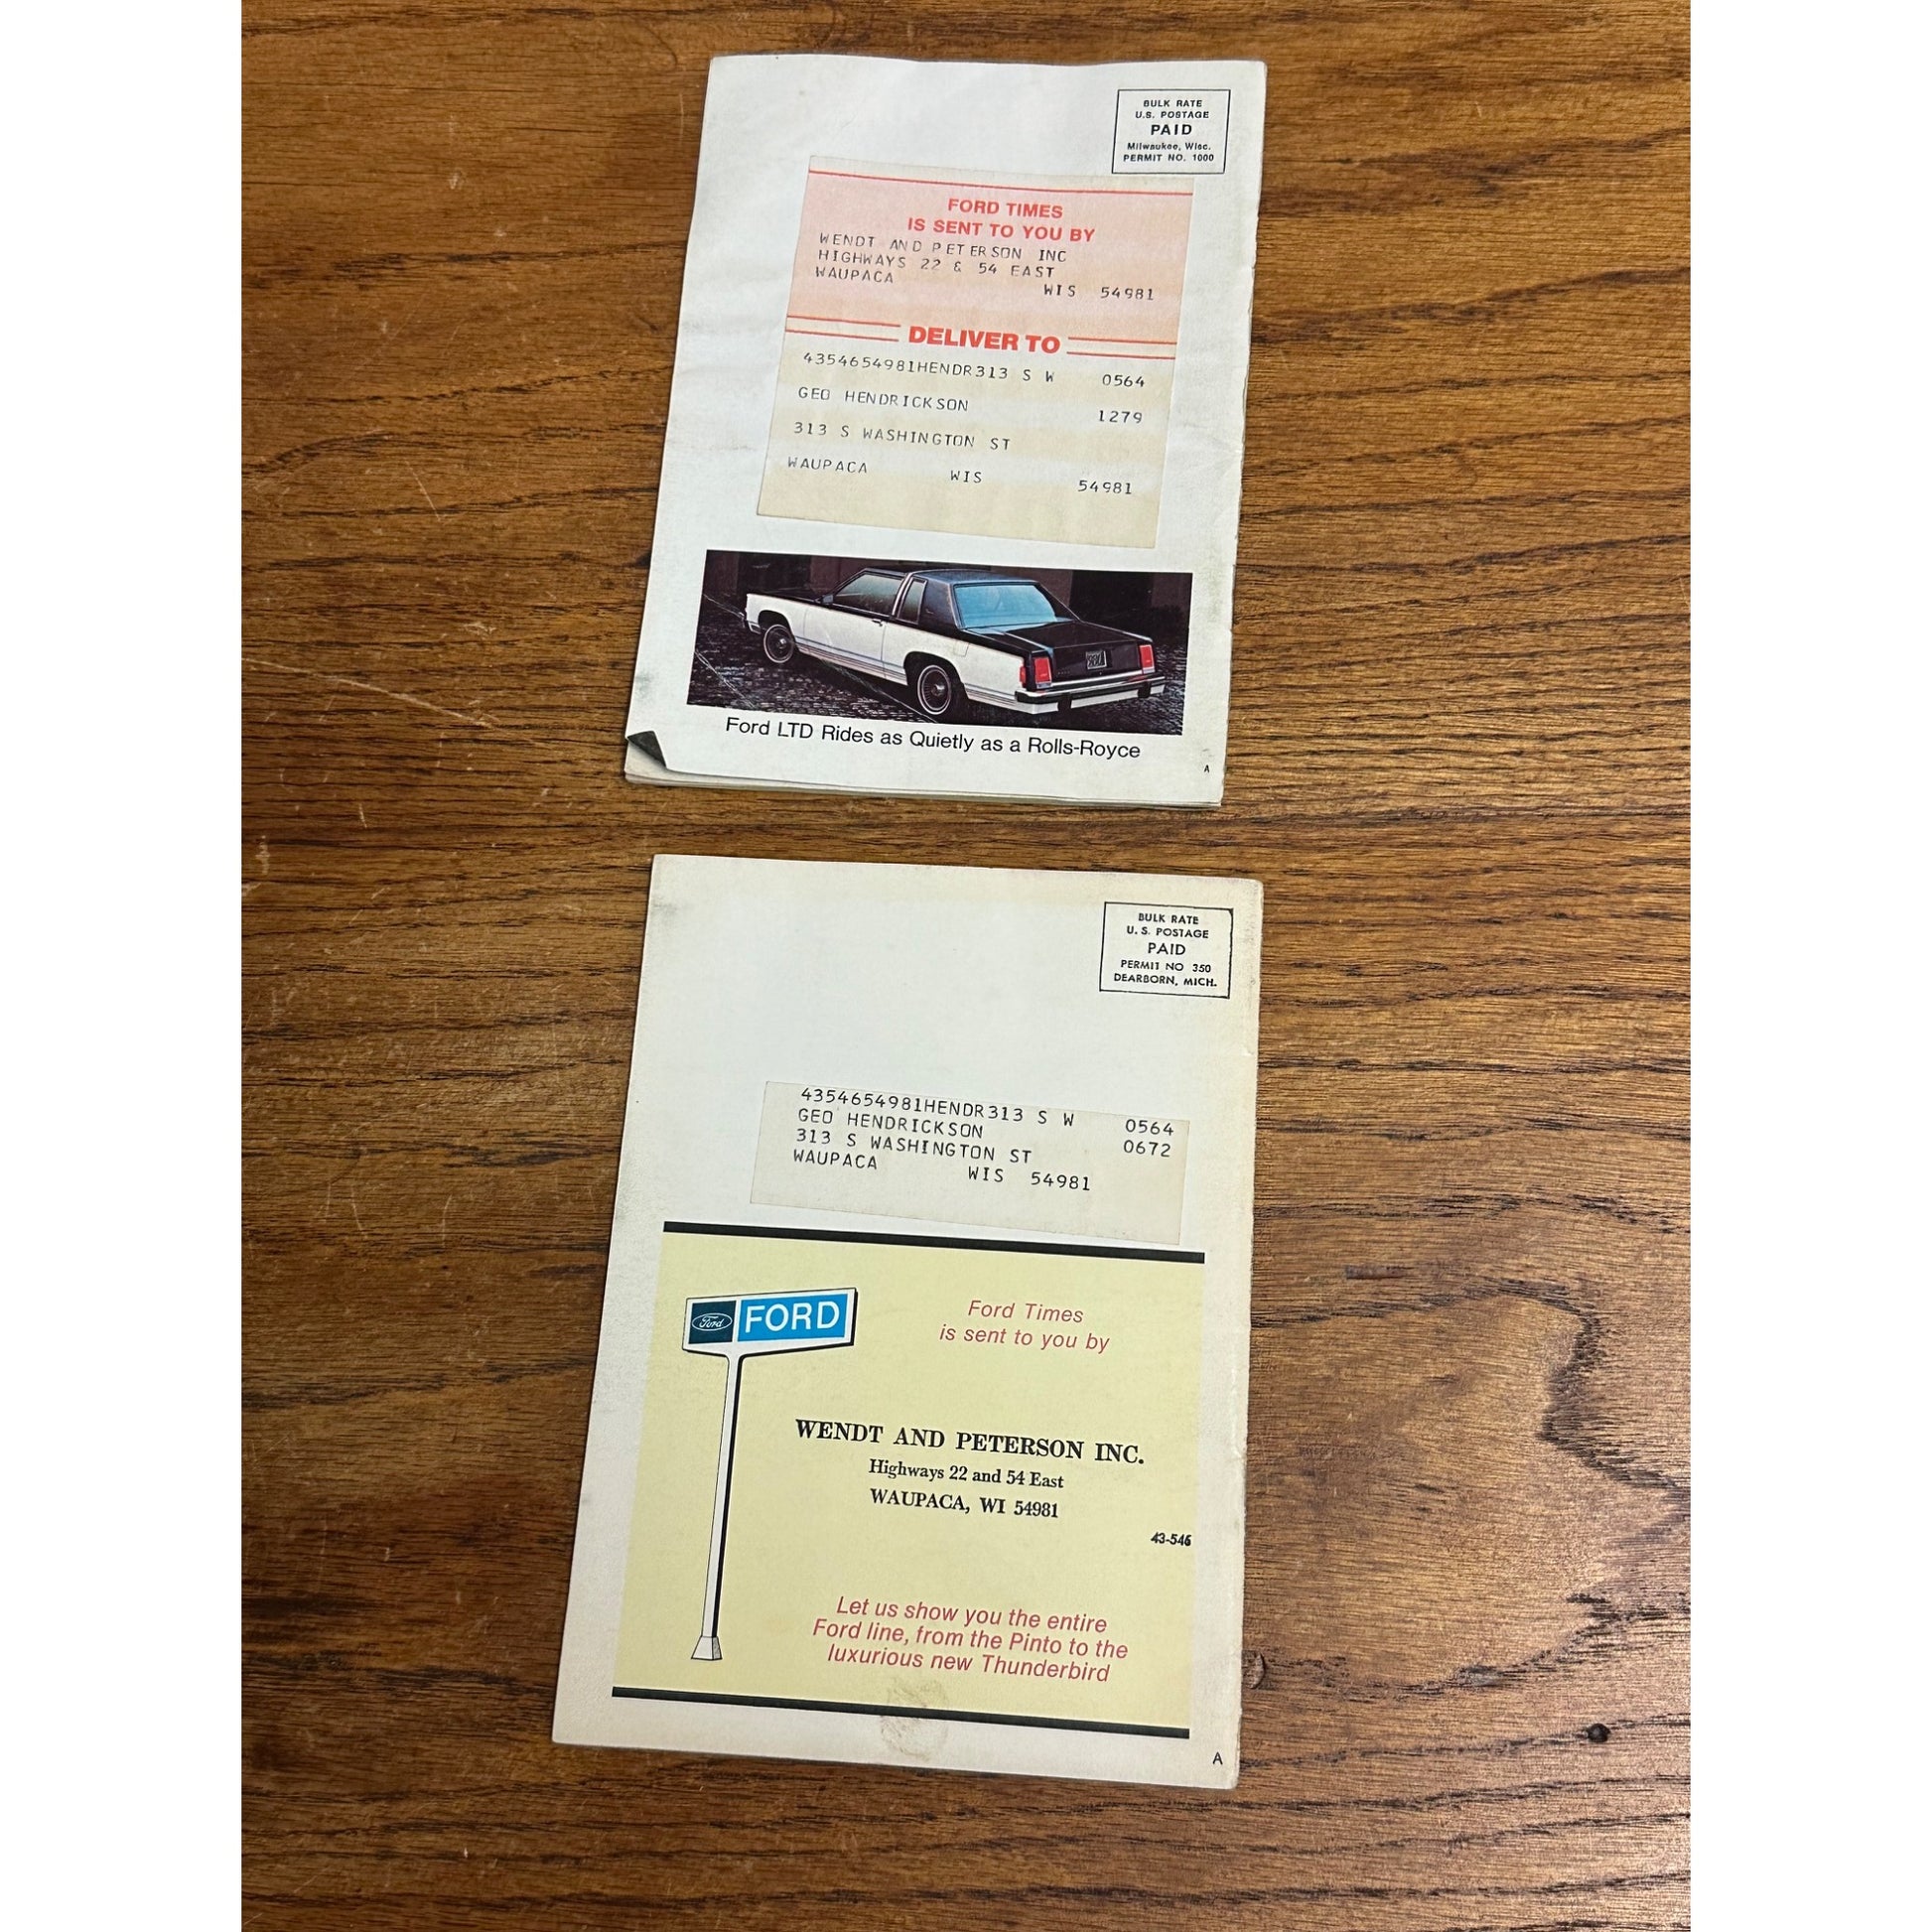 BULK RATE
U.S. POSTAGE
PAID
Milwaukee, Wisc.
PERMIT NO. 1000
FORD TIMES
IS SENT TO YOU BY
WENDT AND PETERSON INC
HIGHWAYS 22 & 54 EAST
WAUPACA WIS 54981
DELIVER TO
4354654981HENDR313 S W 0564
GEO HENDRICKSON 1279
313 S WASHINGTON ST
WAUPACA WIS 54981
Ford LTD Rides as Quietly as a Rolls-Royce
A
BULK RATE
U.S. POSTAGE
PAID
PERMIT NO 350
DEARBORN, MICH.
4354654981HENDR313 S W 0564
GEO HENDRICKSON 0672
313 S WASHINGTON ST
WAUPACA WIS 54981
Ford FORD
Ford Times
is sent to you by
WENDT AND PETERSON INC.
Highways 22 and 54 East
WAUPACA, WI 54981
43-546
Let us show you the entire
Ford line, from the Pinto to the
luxurious new Thunderbird
A